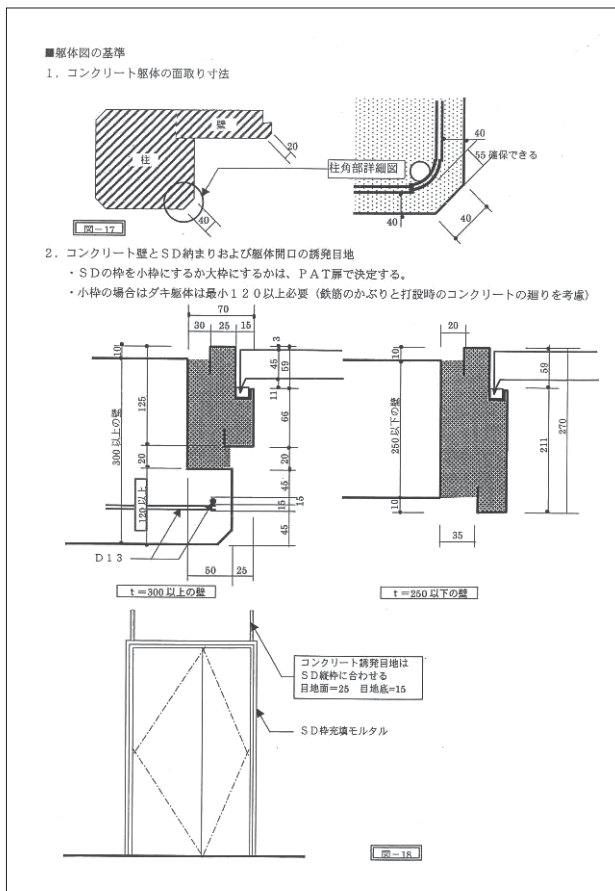 ■躯体図の基準
1．コンクリート躯体の面取り寸法
壁
柱
20
40
柱角部詳細図
40
55確保できる
40
40
図－17
2．コンクリート壁とSD納まりおよび躯体開口の誘発目地
・SDの枠を小枠にするか大枠にするかは、PAT扉で決定する。
・小枠の場合はダキ躯体は最小120以上必要（鉄筋のかぶりと打設時のコンクリートの廻りを考慮）
70
30 25 15
3
10
45
59
11
125
66
300以上の壁
20
20
45
120以上
15
15
45
D13
50 25
t＝300以上の壁
20
10
59
250以下の壁
211
270
10
35
t＝250以下の壁
コンクリート誘発目地は
SD縦枠に合わせる
目地面=25 目地底=15
SD枠充填モルタル
図－18